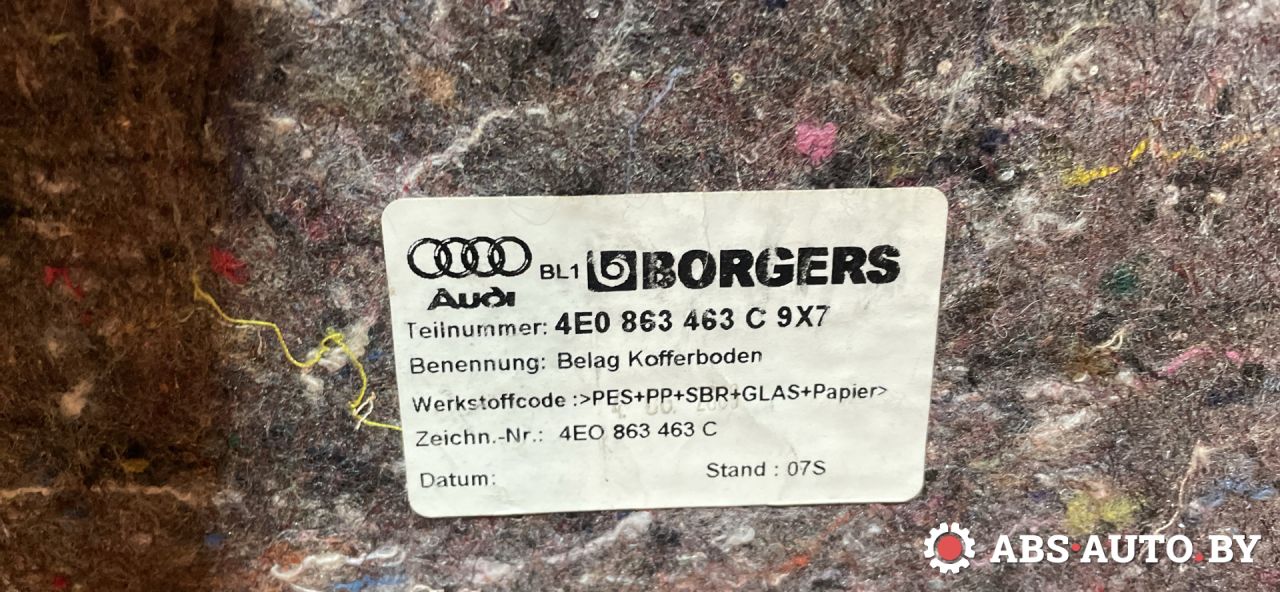 Audi BL1 BORGERS
Teilnummer: 4E0 863 463 C 9X7
Benennung: Belag Kofferboden
Werkstoffcode :>PES+PP+SBR+GLAS+Papier>
Zeichn.-Nr.: 4EO 863 463 C
Datum: Stand : 07S
ABS·AUTO.BY